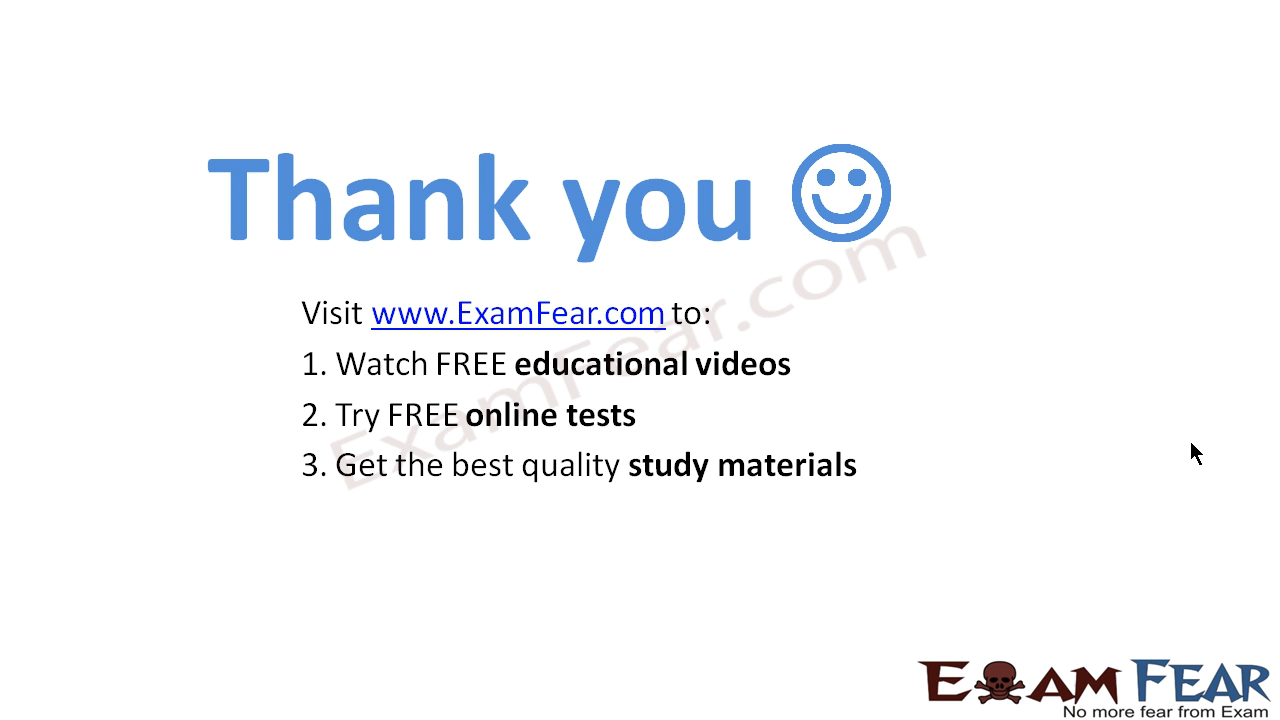 Thank you
Visit www.ExamFear.com to:
1. Watch FREE educational videos
2. Try FREE online tests
3. Get the best quality study materials
ExamFear.com
EXAM FEAR
No more fear from Exam